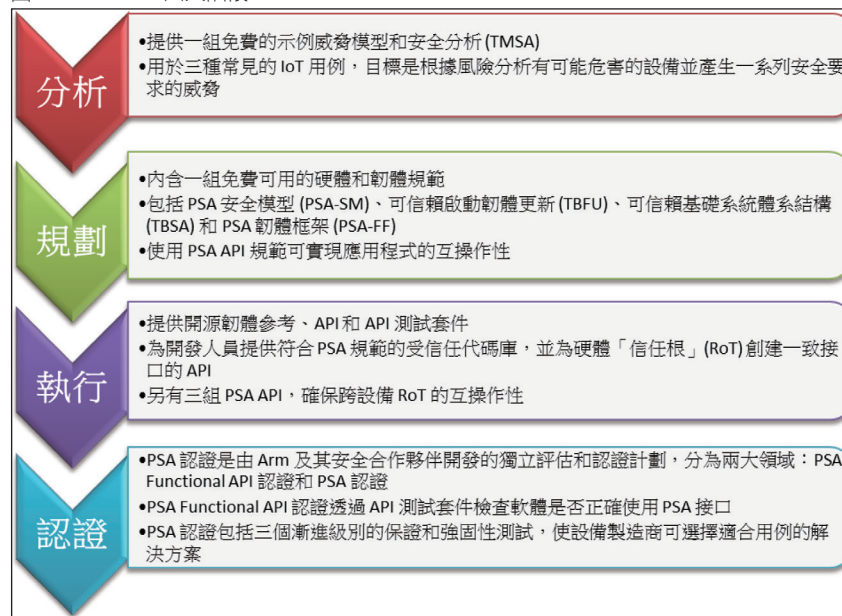 分析
•提供一組免費的示例威脅模型和安全分析(TMSA)
•用於三種常見的 IoT 用例，目標是根據風險分析有可能危害的設備並產生一系列安全要
求的威脅
規劃
•內含一組免費可用的硬體和韌體規範
•包括 PSA 安全模型 (PSA-SM)、可信賴啟動韌體更新 (TBFU)、可信賴基礎系統體系結構
(TBSA) 和 PSA 韌體框架 (PSA-FF)
•使用 PSA API 規範可實現應用程式的互操作性
執行
•提供開源韌體參考、API 和 API 測試套件
•為開發人員提供符合 PSA 規範的受信任代碼庫，並為硬體「信任根」(RoT) 創建一致接
口的 API
•另有三組 PSA API，確保跨設備 RoT 的互操作性
認證
•PSA 認證是由 Arm 及其安全合作夥伴開發的獨立評估和認證計劃，分為兩大領域：PSA
Functional API 認證和 PSA 認證
•PSA Functional API 認證透過 API 測試套件檢查軟體是否正確使用 PSA 接口
•PSA 認證包括三個漸進級別的保證和強固性測試，使設備製造商可選擇適合用例的解
決方案